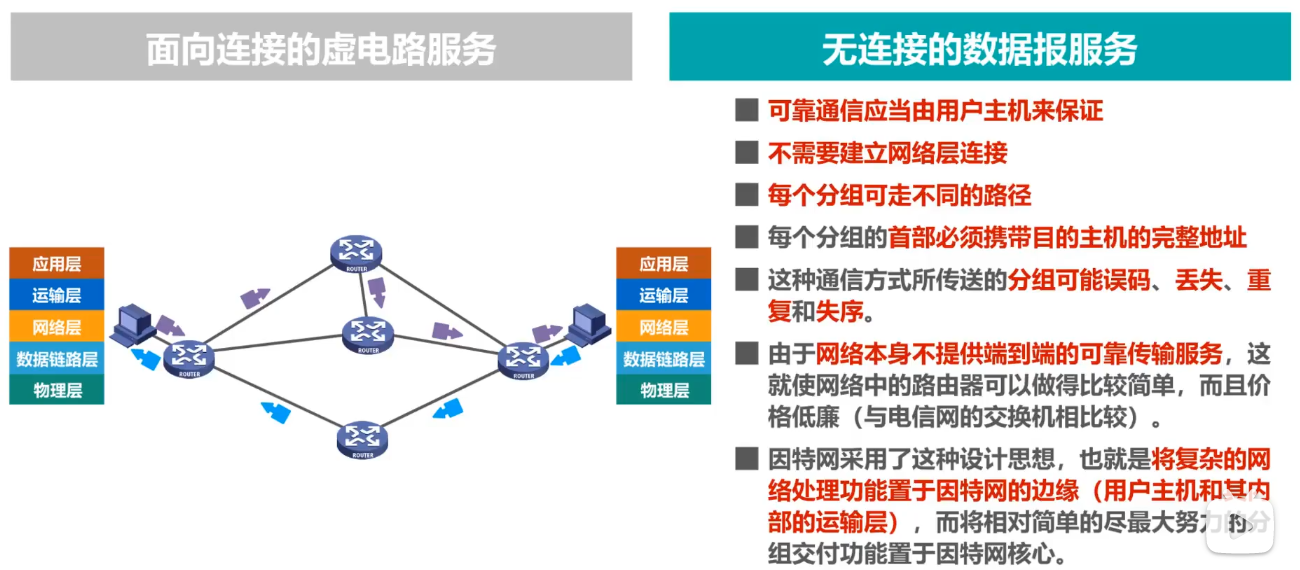 面向连接的虚电路服务
无连接的数据报服务
可靠通信应当由用户主机来保证
不需要建立网络层连接
每个分组可走不同的路径
每个分组的首部必须携带目的主机的完整地址
这种通信方式所传送的分组可能误码、丢失、重
复和失序。
由于网络本身不提供端到端的可靠传输服务，这
就使网络中的路由器可以做得比较简单，而且价
格低廉（与电信网的交换机相比较）。
因特网采用了这种设计思想，也就是将复杂的网
络处理功能置于因特网的边缘（用户主机和其内
部的运输层），而将相对简单的尽最大努力的分
组交付功能置于因特网核心。
应用层
运输层
网络层
数据链路层
物理层
ROUTER
ROUTER
ROUTER
ROUTER
ROUTER
应用层
运输层
网络层
数据链路层
物理层